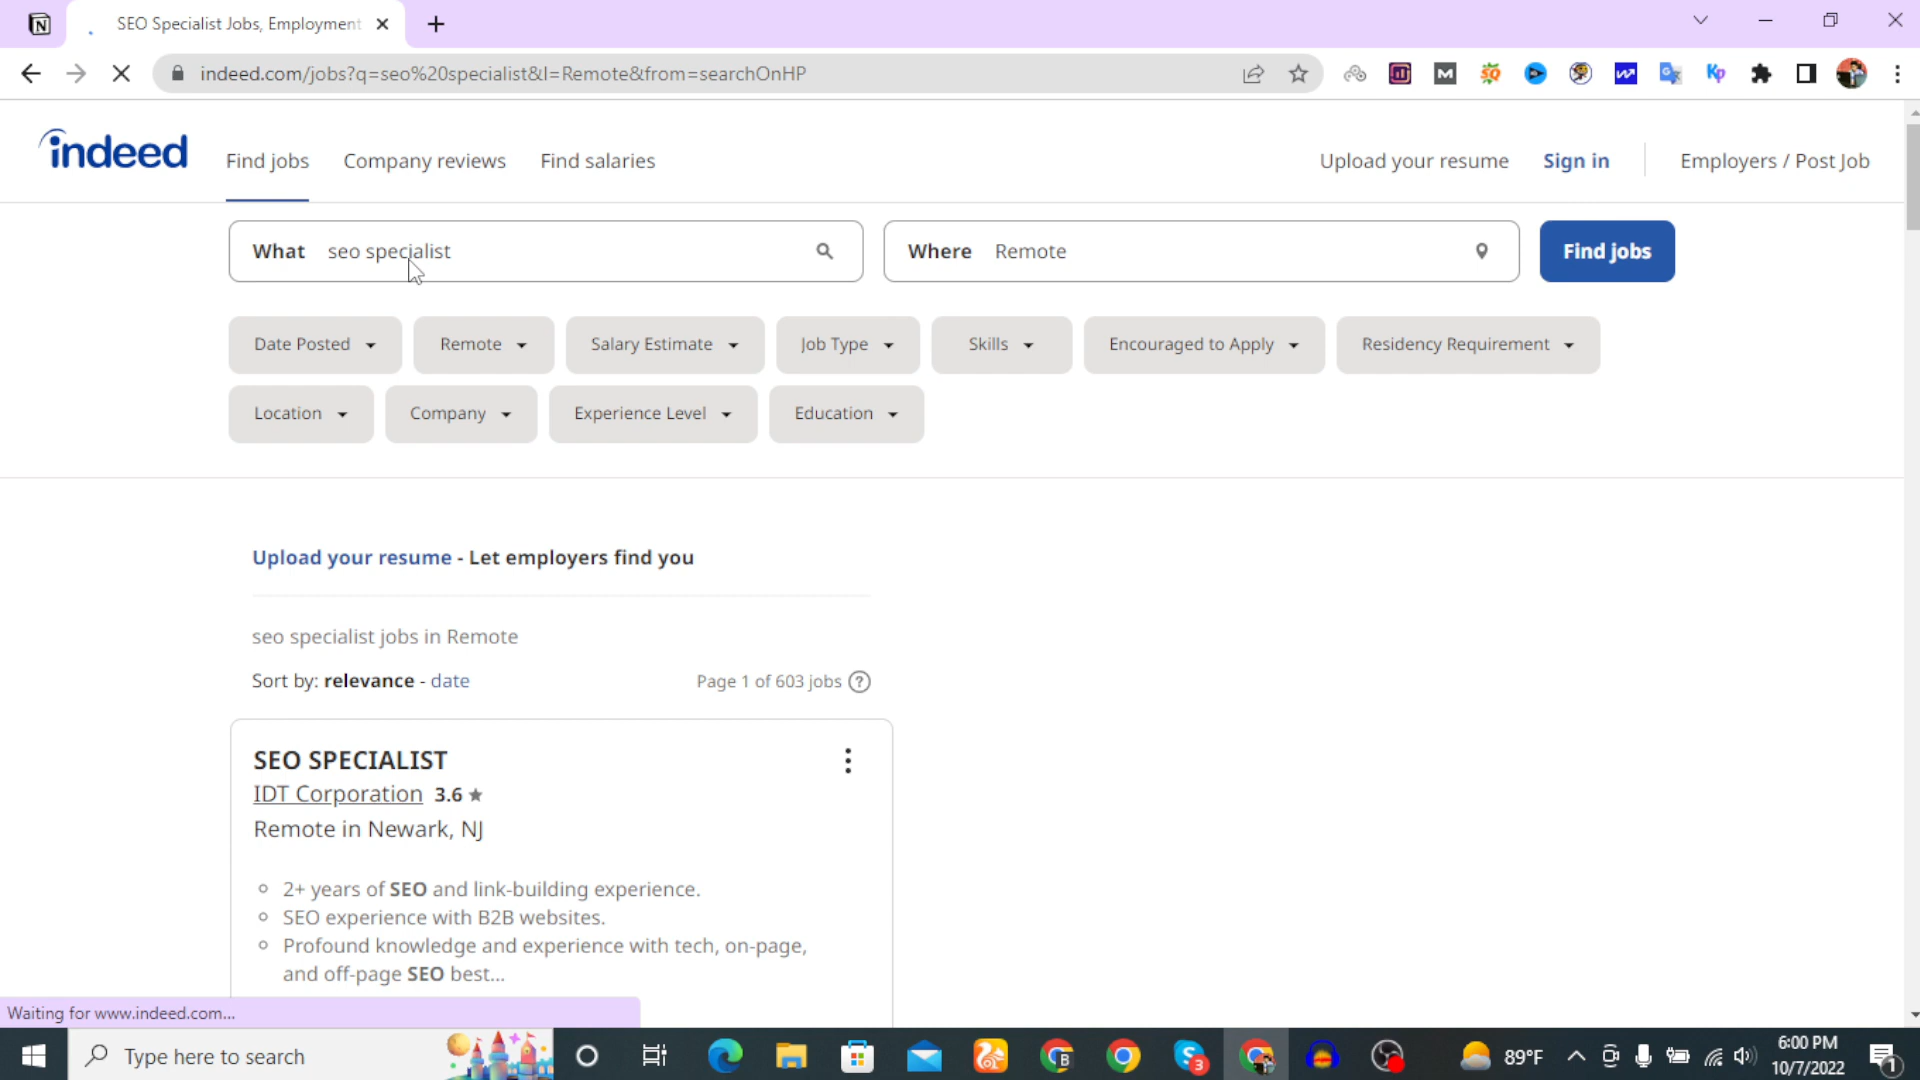 SEO Specialist Jobs, Employment
indeed.com/jobs?q=seo%20specialist&l=Remote&from=searchOnHP
indeed
Find jobs
Company reviews
Find salaries
Upload your resume
Sign in
Employers / Post Job
What seo specialist
Where Remote
Find jobs
Date Posted
Remote
Salary Estimate
Job Type
Skills
Encouraged to Apply
Residency Requirement
Location
Company
Experience Level
Education
Upload your resume - Let employers find you
seo specialist jobs in Remote
Sort by: relevance - date
Page 1 of 603 jobs ?
SEO SPECIALIST
IDT Corporation 3.6 ★
Remote in Newark, NJ
2+ years of SEO and link-building experience.
SEO experience with B2B websites.
Profound knowledge and experience with tech, on-page,
and off-page SEO best...
Waiting for www.indeed.com...
Type here to search
89°F
6:00 PM
10/7/2022